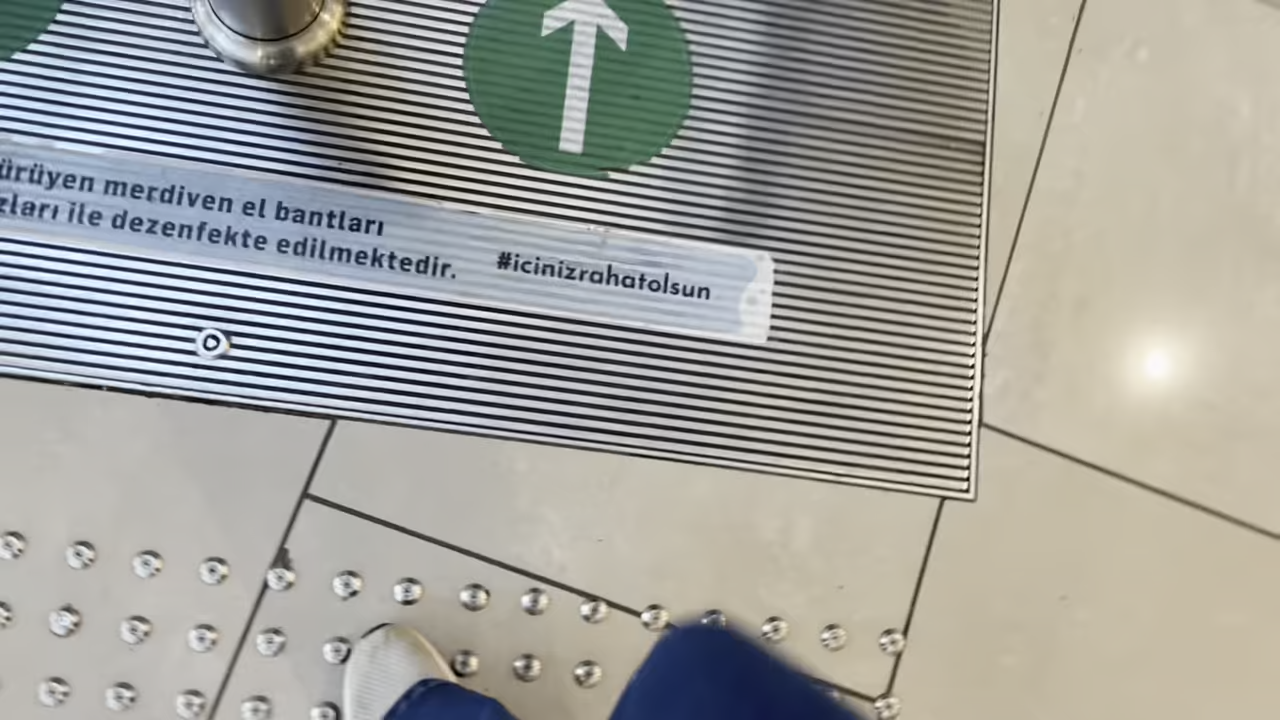 ürüyen merdiven el bantları
zları ile dezenfekte edilmektedir.
#icinizrahatolsun